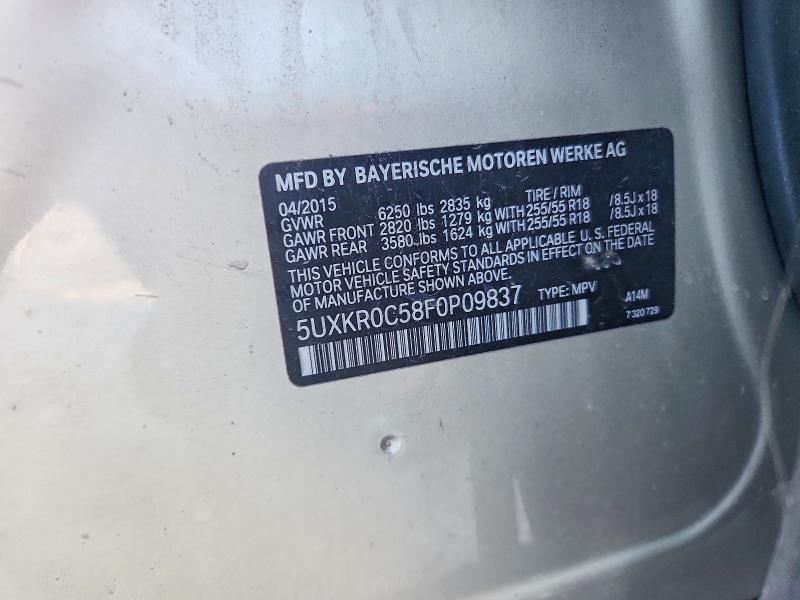 MFD BY BAYERISCHE MOTOREN WERKE AG
04/2015 TIRE / RIM
GVWR 6250 lbs 2835 kg
GAWR FRONT 2820 lbs 1279 kg WITH 255/55 R18 / 8.5J x 18
GAWR REAR 3580 lbs 1624 kg WITH 255/55 R18 / 8.5J x 18
THIS VEHICLE CONFORMS TO ALL APPLICABLE U.S. FEDERAL
MOTOR VEHICLE SAFETY STANDARDS IN EFFECT ON THE DATE
OF MANUFACTURE SHOWN ABOVE.
5UXKR0C58F0P09837 TYPE: MPV A14M
7 320 729